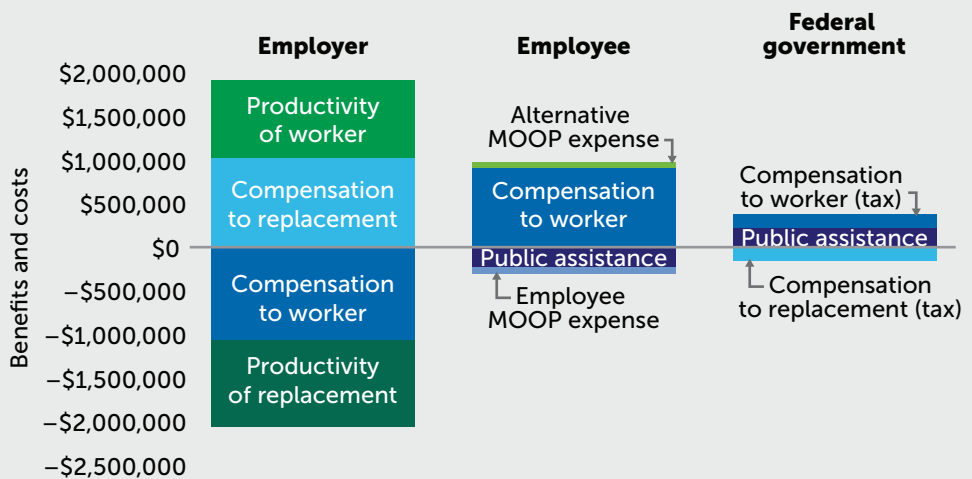 Employer
Employee
Federal
government
Benefits and costs
$2,000,000
$1,500,000
$1,000,000
$500,000
$0
–$500,000
–$1,000,000
–$1,500,000
–$2,000,000
–$2,500,000
Productivity
of worker
Compensation
to replacement
Compensation
to worker
Productivity
of replacement
Alternative
MOOP expense
Compensation
to worker
Public assistance
Employee
MOOP expense
Compensation
to worker (tax)
Public assistance
Compensation
to replacement (tax)